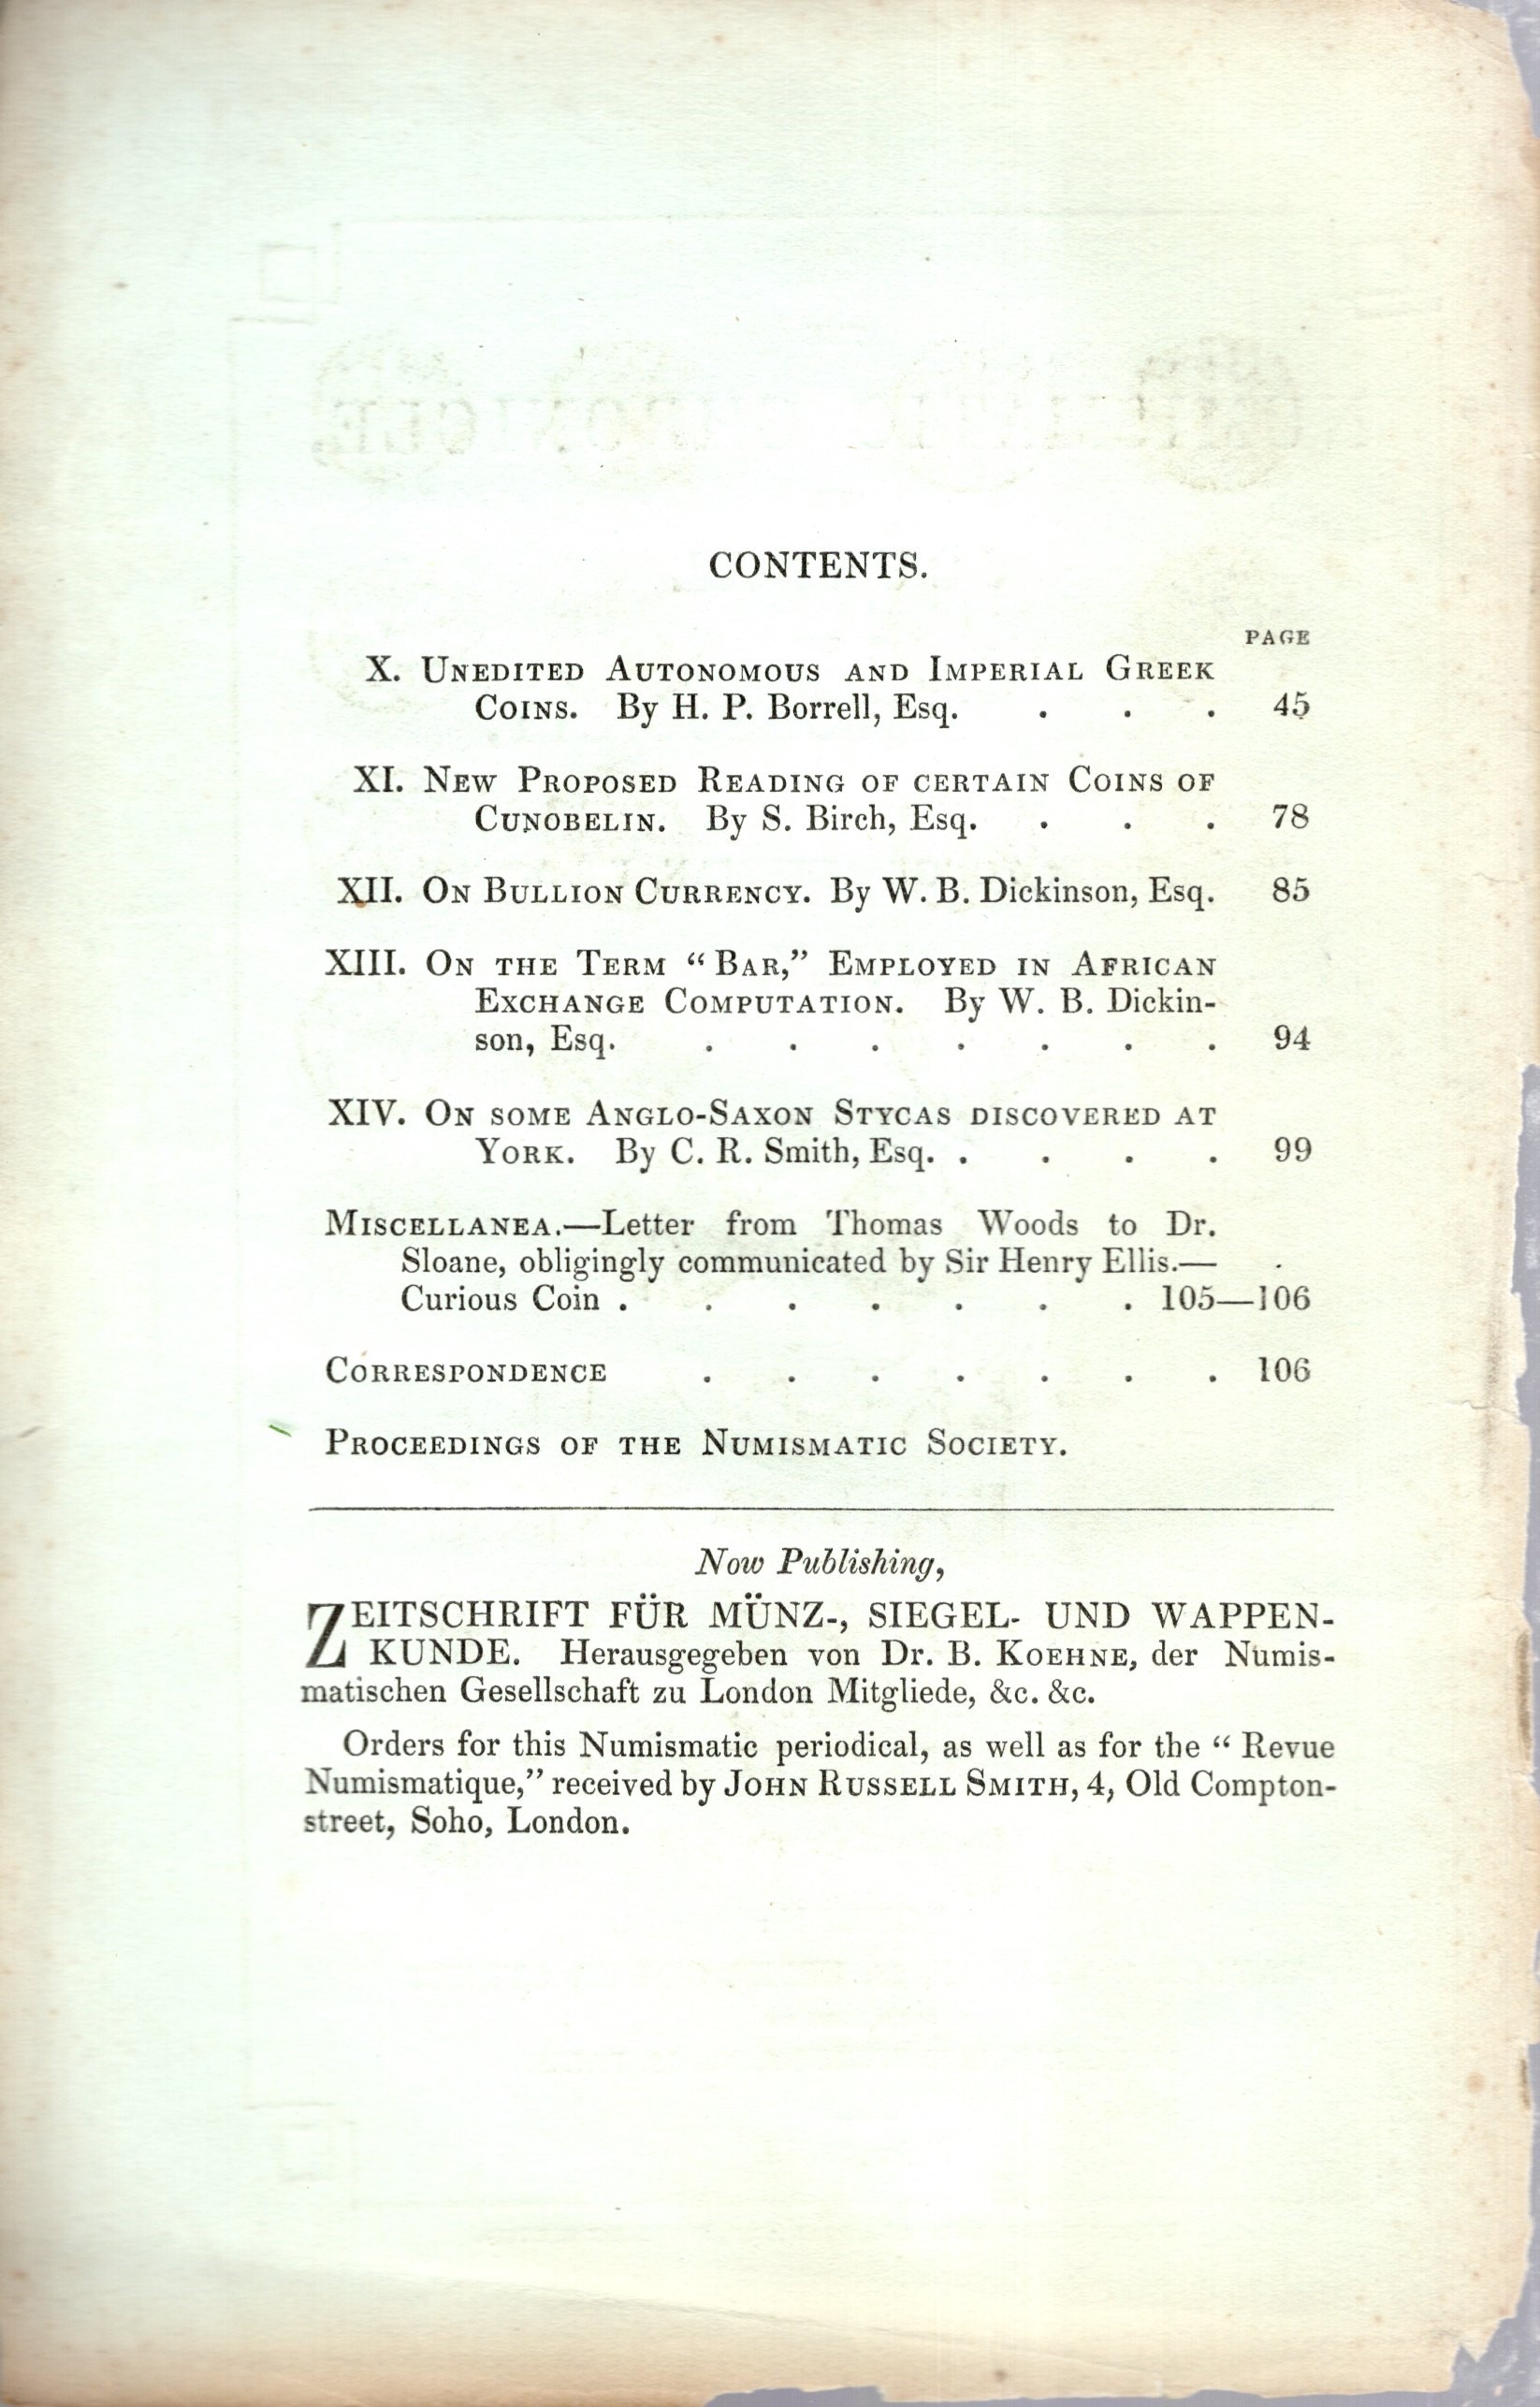 CONTENTS.
PAGE
X. UNEDITED AUTONOMOUS AND IMPERIAL GREEK
COINS. By H. P. Borrell, Esq. . . . 45
XI. NEW PROPOSED READING OF CERTAIN COINS OF
CUNOBELIN. By S. Birch, Esq. . . . 78
XII. ON BULLION CURRENCY. By W. B. Dickinson, Esq. 85
XIII. ON THE TERM “BAR,” EMPLOYED IN AFRICAN
EXCHANGE COMPUTATION. By W. B. Dickin-
son, Esq. . . . . . . . 94
XIV. ON SOME ANGLO-SAXON STYCAS DISCOVERED AT
YORK. By C. R. Smith, Esq. . . . . 99
MISCELLANEA.—Letter from Thomas Woods to Dr.
Sloane, obligingly communicated by Sir Henry Ellis.—
Curious Coin . . . . . . . 105—106
CORRESPONDENCE . . . . . . . 106
PROCEEDINGS OF THE NUMISMATIC SOCIETY.
Now Publishing,
ZEITSCHRIFT FÜR MÜNZ-, SIEGEL- UND WAPPEN-
KUNDE. Herausgegeben von Dr. B. KOEHNE, der Numis-
matischen Gesellschaft zu London Mitgliede, &c. &c.
Orders for this Numismatic periodical, as well as for the “ Revue
Numismatique,” received by JOHN RUSSELL SMITH, 4, Old Compton-
street, Soho, London.